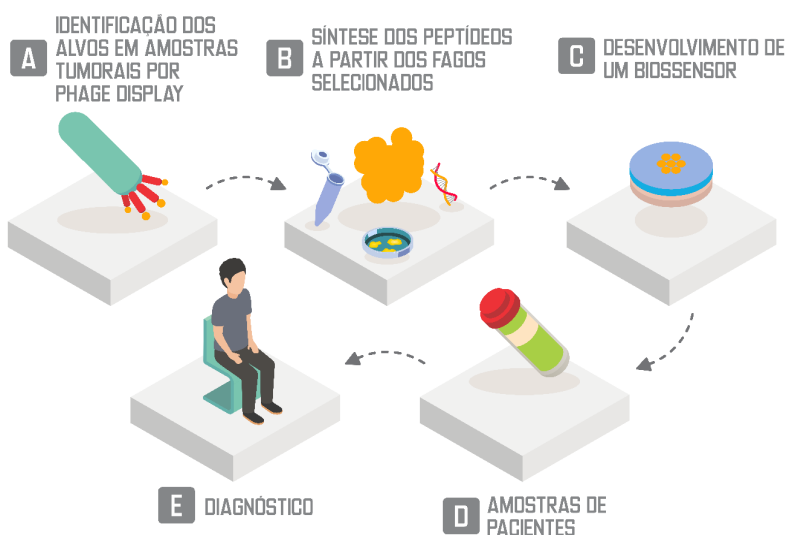 A
IDENTIFICAÇÃO DOS
ALVOS EM AMOSTRAS
TUMORAIS POR
PHAGE DISPLAY
B
SÍNTESE DOS PEPTÍDEOS
A PARTIR DOS FAGOS
SELECIONADOS
C
DESENVOLVIMENTO DE
UM BIOSSENSOR
E
DIAGNÓSTICO
D
AMOSTRAS DE
PACIENTES